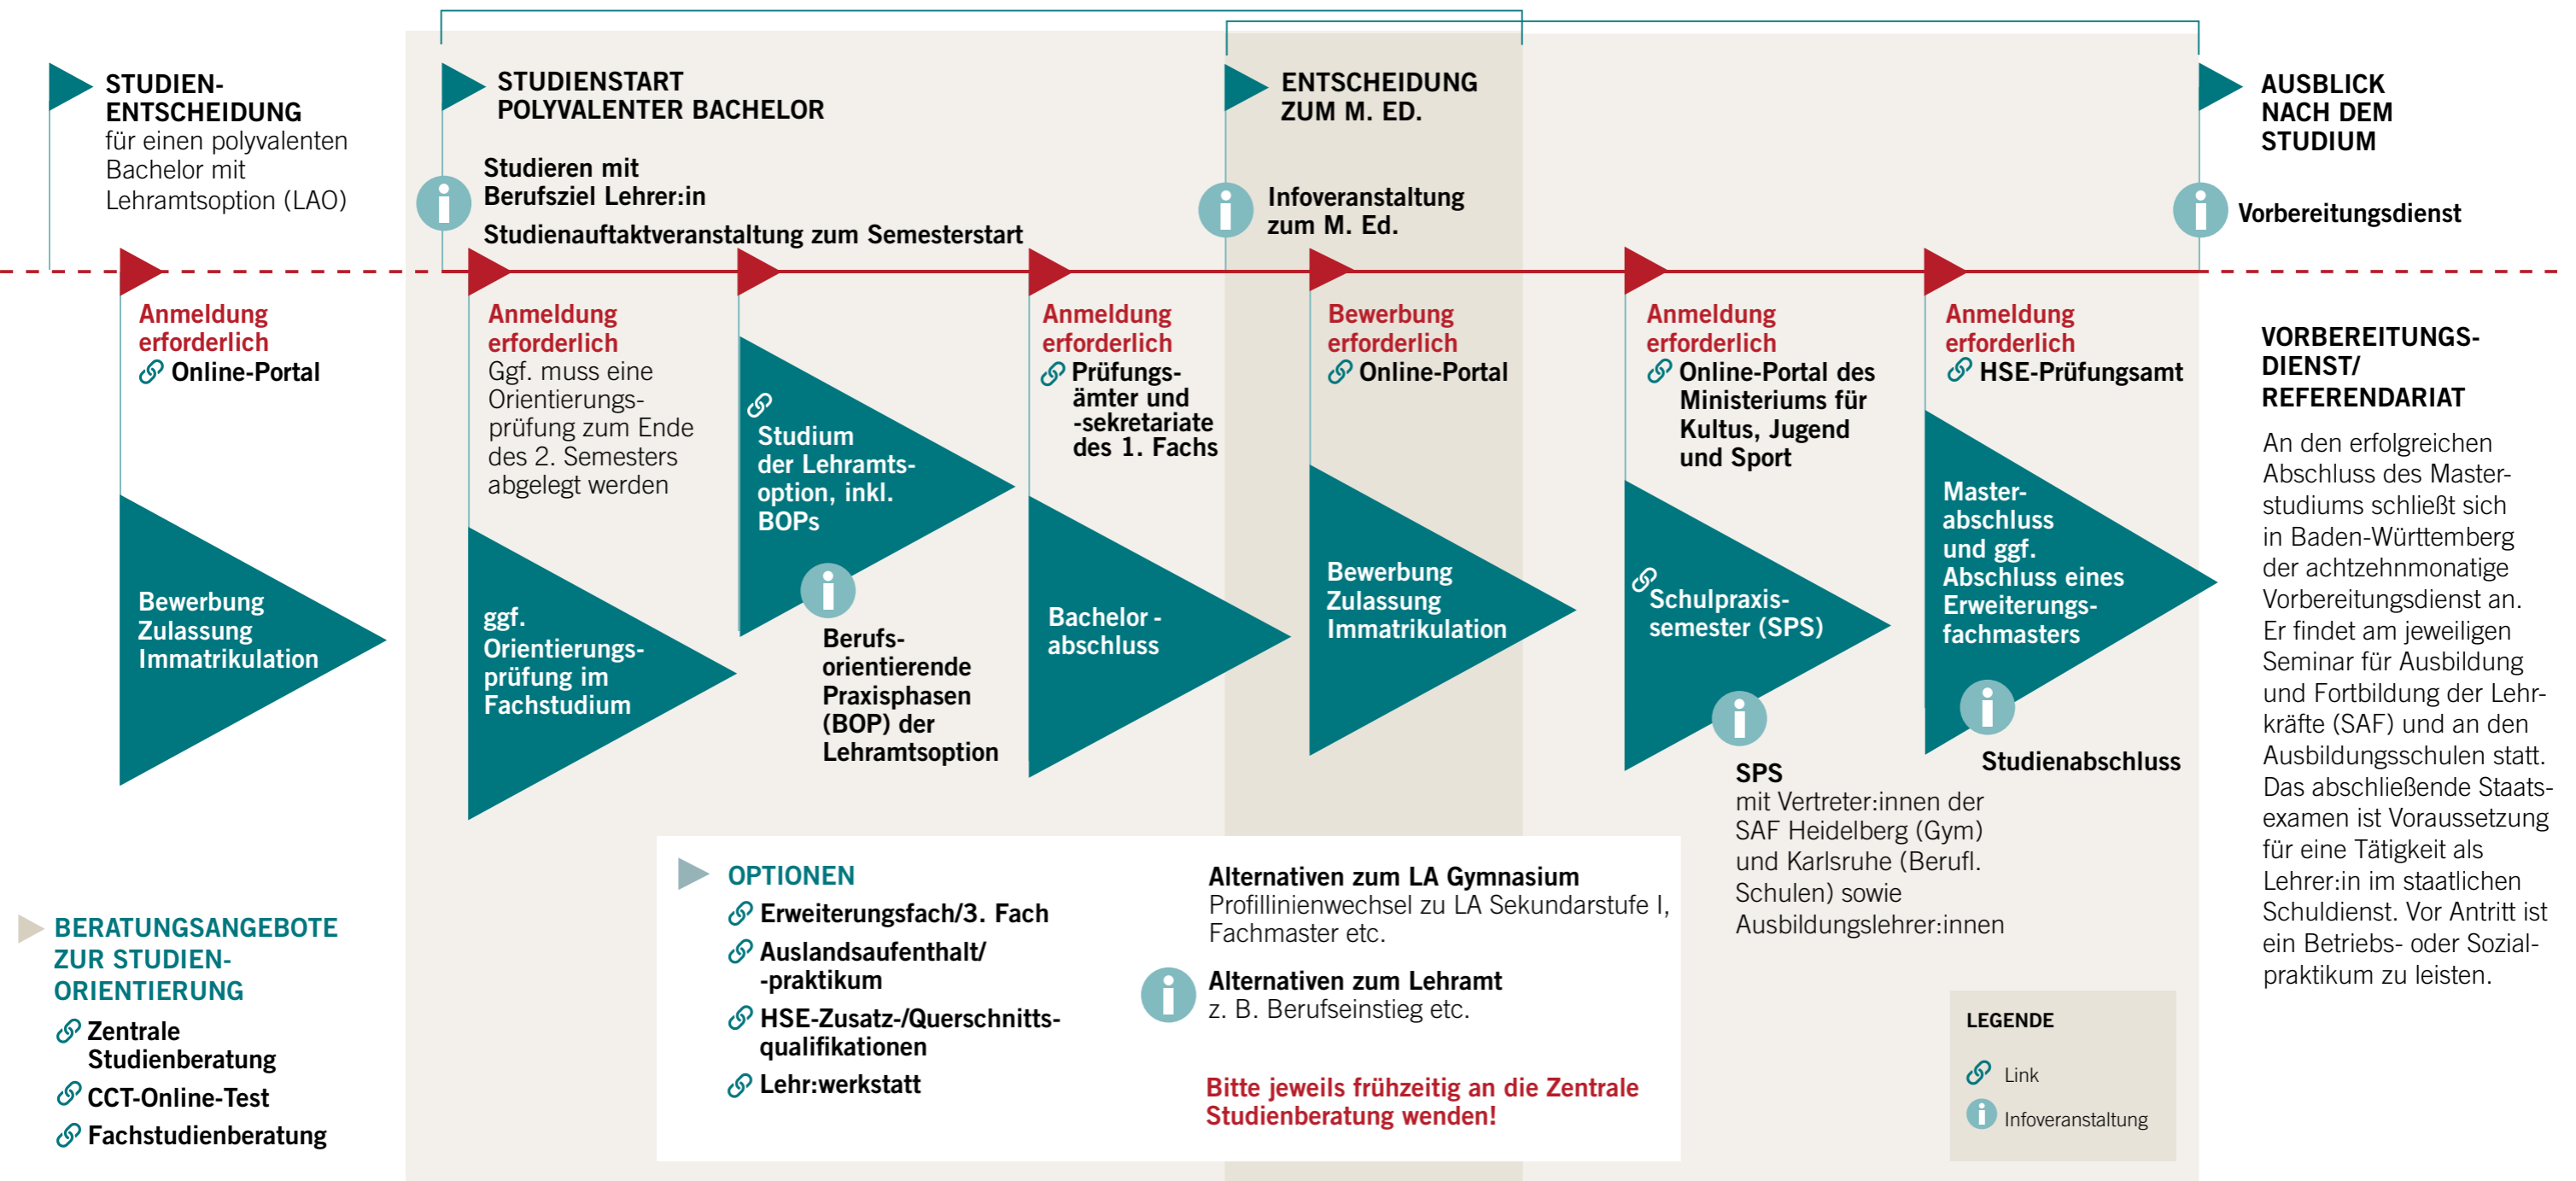 STUDIEN-
ENTSCHEIDUNG
für einen polyvalenten
Bachelor mit
Lehramtsoption (LAO)
STUDIENSTART
POLYVALENTER BACHELOR
Studieren mit
Berufsziel Lehrer:in
Studienauftaktveranstaltung zum Semesterstart
ENTSCHEIDUNG
ZUM M. ED.
Infoveranstaltung
zum M. Ed.
AUSBLICK
NACH DEM
STUDIUM
Vorbereitungsdienst
Anmeldung
erforderlich
Online-Portal
Bewerbung
Zulassung
Immatrikulation
Anmeldung
erforderlich
Ggf. muss eine
Orientierungs-
prüfung zum Ende
des 2. Semesters
abgelegt werden
ggf.
Orientierungs-
prüfung im
Fachstudium
Studium
der Lehramts-
option, inkl.
BOPs
Berufs-
orientierende
Praxisphasen
(BOP) der
Lehramtsoption
Anmeldung
erforderlich
Prüfungs-
ämter und
-sekretariate
des 1. Fachs
Bachelor -
abschluss
Bewerbung
erforderlich
Online-Portal
Bewerbung
Zulassung
Immatrikulation
Anmeldung
erforderlich
Online-Portal des
Ministeriums für
Kultus, Jugend
und Sport
Schulpraxis-
semester (SPS)
SPS
mit Vertreter:innen der
SAF Heidelberg (Gym)
und Karlsruhe (Berufl.
Schulen) sowie
Ausbildungslehrer:innen
Anmeldung
erforderlich
HSE-Prüfungsamt
Master-
abschluss
und ggf.
Abschluss eines
Erweiterungs-
fachmasters
Studienabschluss
VORBEREITUNGS-
DIENST/
REFERENDARIAT
An den erfolgreichen
Abschluss des Master-
studiums schließt sich
in Baden-Württemberg
der achtzehnmonatige
Vorbereitungsdienst an.
Er findet am jeweiligen
Seminar für Ausbildung
und Fortbildung der Lehr-
kräfte (SAF) und an den
Ausbildungsschulen statt.
Das abschließende Staats-
examen ist Voraussetzung
für eine Tätigkeit als
Lehrer:in im staatlichen
Schuldienst. Vor Antritt ist
ein Betriebs- oder Sozial-
praktikum zu leisten.
BERATUNGSANGEBOTE
ZUR STUDIEN-
ORIENTIERUNG
Zentrale
Studienberatung
CCT-Online-Test
Fachstudienberatung
OPTIONEN
Erweiterungsfach/3. Fach
Auslandsaufenthalt/
-praktikum
HSE-Zusatz-/Querschnitts-
qualifikationen
Lehr:werkstatt
Alternativen zum LA Gymnasium
Profillinienwechsel zu LA Sekundarstufe I,
Fachmaster etc.
Alternativen zum Lehramt
z. B. Berufseinstieg etc.
Bitte jeweils frühzeitig an die Zentrale
Studienberatung wenden!
LEGENDE
Link
Infoveranstaltung